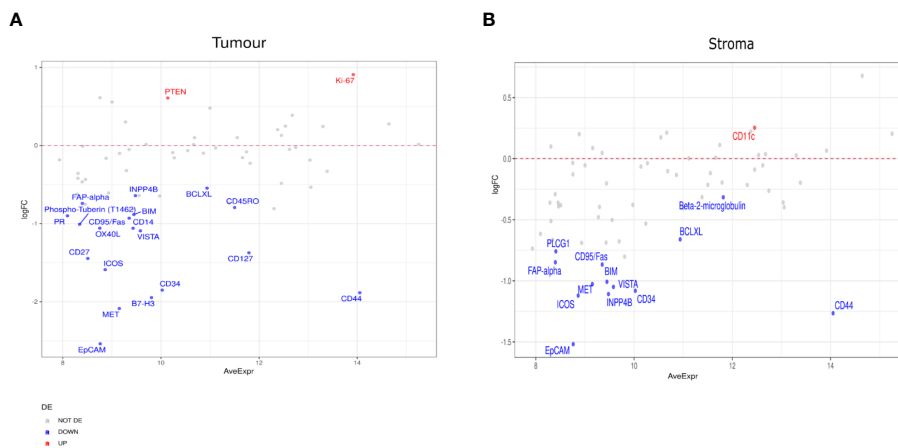 A
Tumour
1
0
-1
-2
logFC
8
10
12
14
AveExpr
Ki-67
PTEN
INPP4B
BCLXL
FAP-alpha
CD45RO
Phospho-Tuberin (T1462)
PR
CD95/Fas
BIM
CD14
OX40L
VISTA
CD27
ICOS
CD127
CD34
B7-H3
CD44
MET
EpCAM
DE
NOT DE
DOWN
UP
B
Stroma
0.5
0.0
-0.5
-1.0
-1.5
logFC
8
10
12
14
AveExpr
CD11c
Beta-2-microglobulin
BCLXL
PLCG1
CD95/Fas
FAP-alpha
BIM
MET
VISTA
ICOS
INPP4B
CD34
CD44
EpCAM